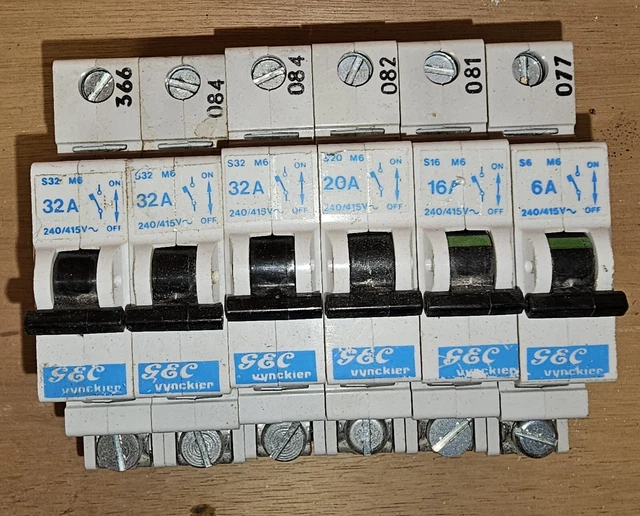 366
084
084
082
081
077
S32 M6
ON
32A
240/415V~ OFF
S32 M6
ON
32A
240/415V~ OFF
S32 M6
ON
32A
240/415V~ OFF
S20 M6
ON
20A
240/415V~ OFF
S16 M6
ON
16A
240/415V~ OFF
S6 M6
ON
6A
240/415V~ OFF
GEC
vynckier
GEC
vynckier
GEC
vynckier
GEC
vynckier
GEC
vynckier
GEC
vynckier